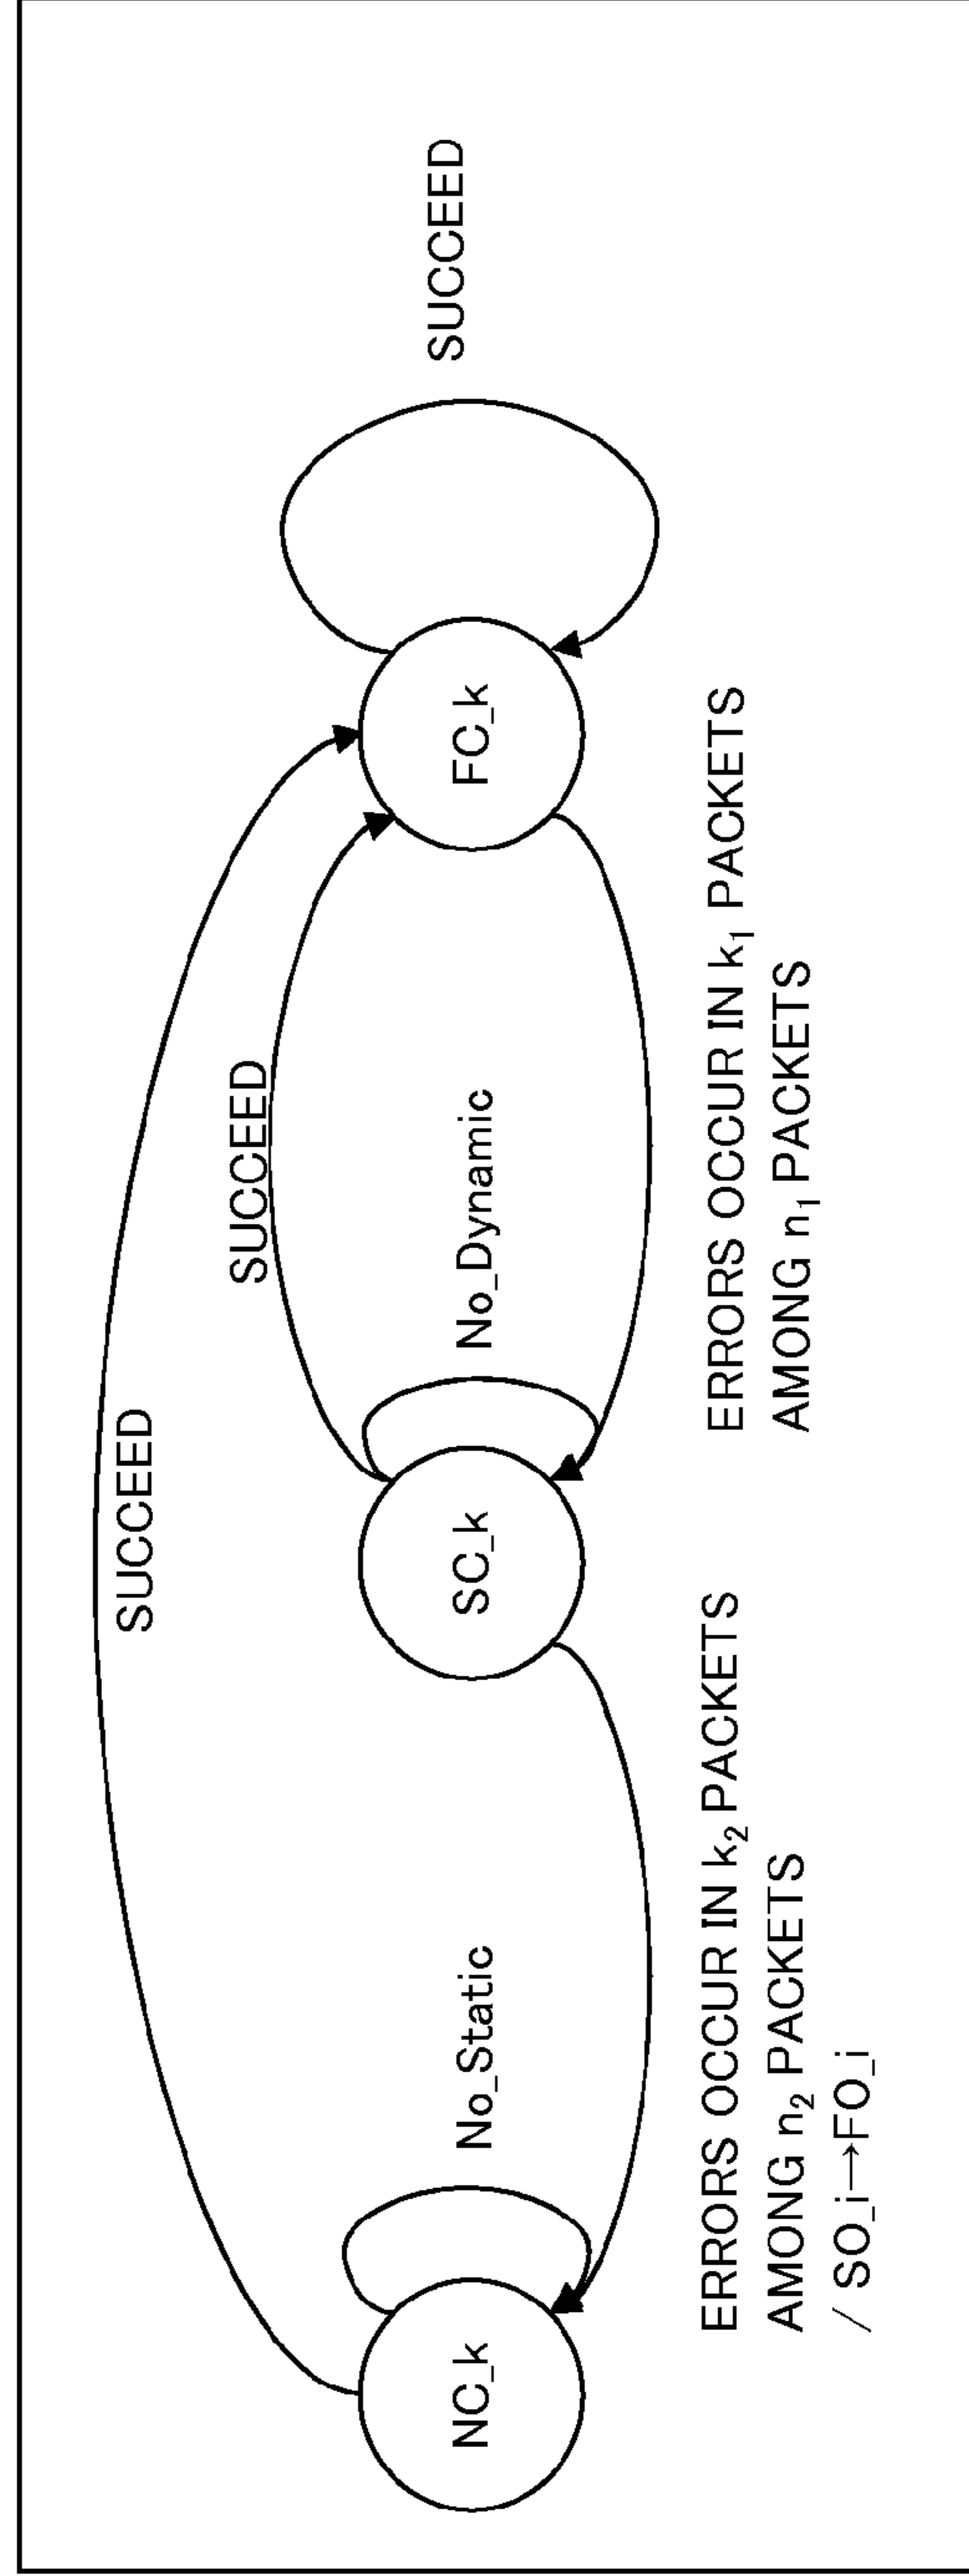 SUCCEED
SUCCEED
NC_k
No_Static
SC_k
No_Dynamic
FC_k
SUCCEED
ERRORS OCCUR IN k₂ PACKETS
AMONG n₂ PACKETS
/ SO_i→FO_i
ERRORS OCCUR IN k₁ PACKETS
AMONG n₁ PACKETS